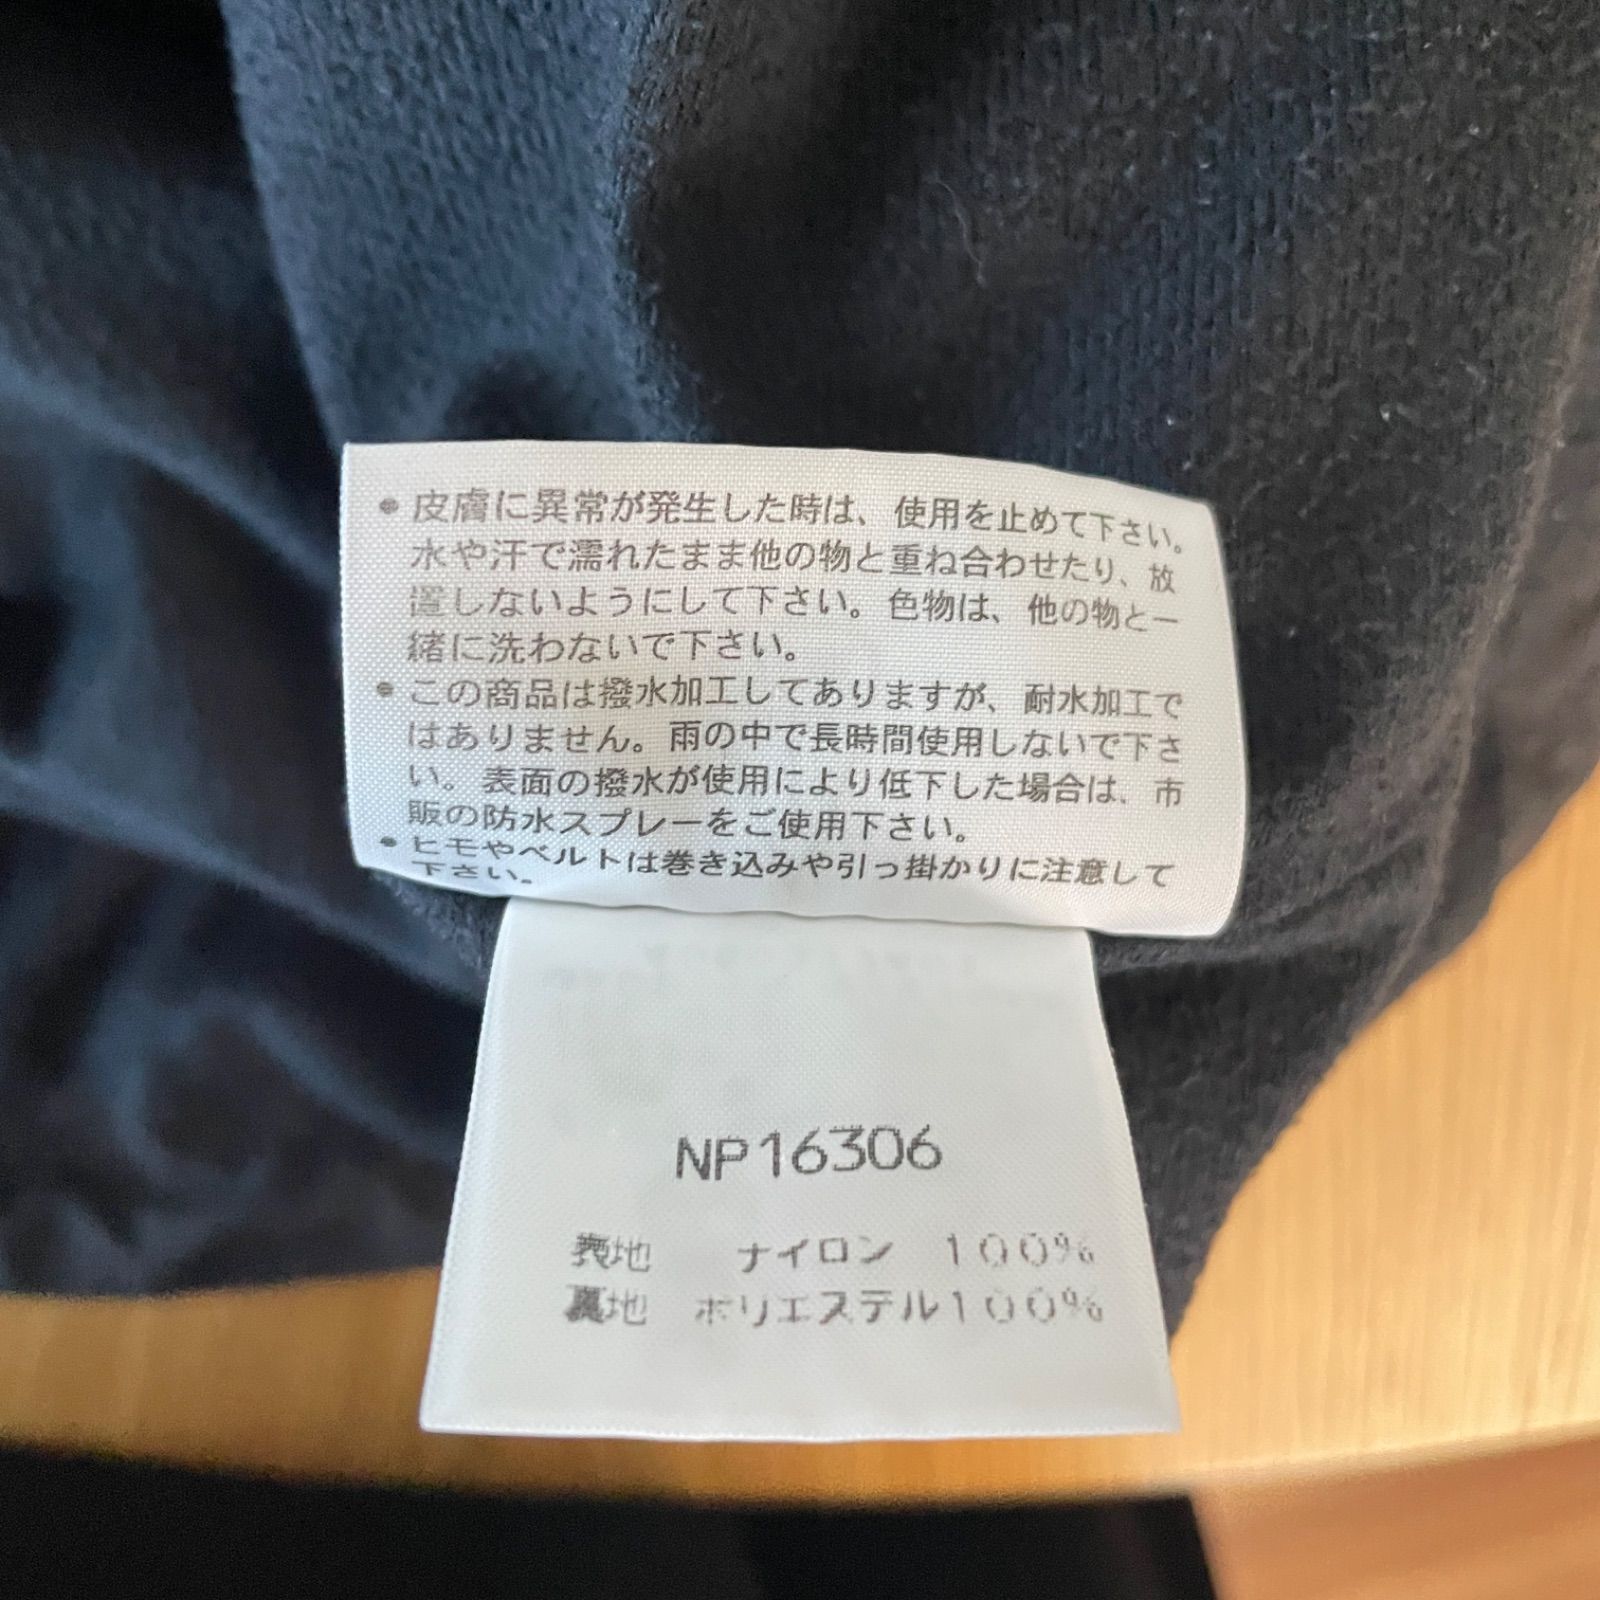 • 皮膚に異常が発生した時は、使用を止めて下さい。
水や汗で濡れたまま他の物と重ね合わせたり、放
置しないようにして下さい。色物は、他の物と一
緒に洗わないで下さい。
• この商品は撥水加工してありますが、耐水加工で
はありません。雨の中で長時間使用しないで下さ
い。表面の撥水が使用により低下した場合は、市
販の防水スプレーをご使用下さい。
• ヒモやベルトは巻き込みや引っ掛かりに注意して
下さい。
NP16306
表地 ナイロン 100%
裏地 ポリエステル100%